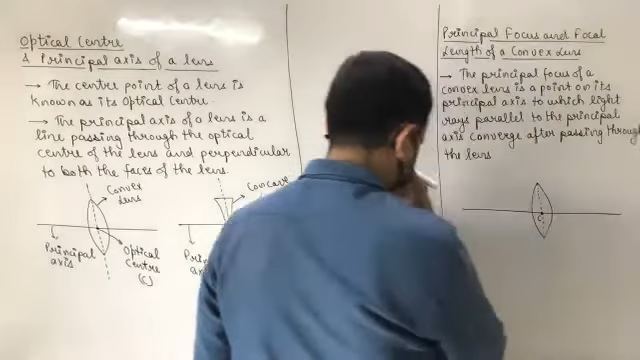 Optical Centre
& Principal axis of a lens
→ The centre point of a lens is
known as its Optical Centre.
→ The principal axis of a lens is a
line passing through the optical
centre of the lens and perpendicular
to both the faces of the lens.
Convex
Lens
Principal
axis
Optical
Centre
(C)
Concave
Principal Focus and Focal
Length of a Convex Lens
→ The principal focus of a
convex lens is a point on its
principal axis to which light
rays parallel to the principal
axis converge after passing through
the lens
C